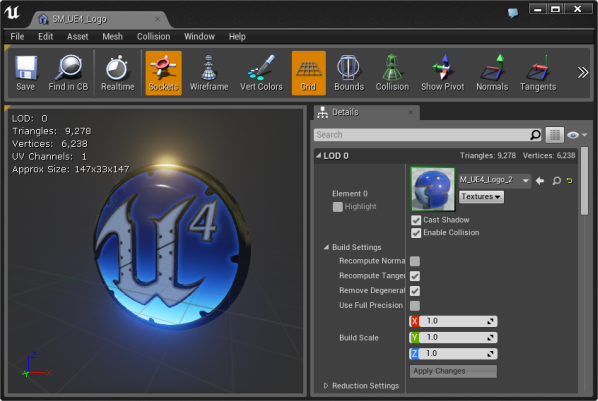 SM_UE4_Logo
File Edit Asset Mesh Collision Window Help
Save Find in CB Realtime Sockets Wireframe Vert Colors Grid Bounds Collision Show Pivot Normals Tangents
LOD: 0
Triangles: 9,278
Vertices: 6,238
UV Channels: 1
Approx Size: 147x33x147
U4
Z
X
Y
Details
Search
LOD 0 Triangles: 9,278 Vertices: 6,238
Element 0
Highlight
M_UE4_Logo_2
Textures
Cast Shadow
Enable Collision
Build Settings
Recompute Norma
Recompute Tanger
Remove Degenerat
Use Full Precision
Build Scale
X 1.0
Y 1.0
Z 1.0
Apply Changes
Reduction Settings